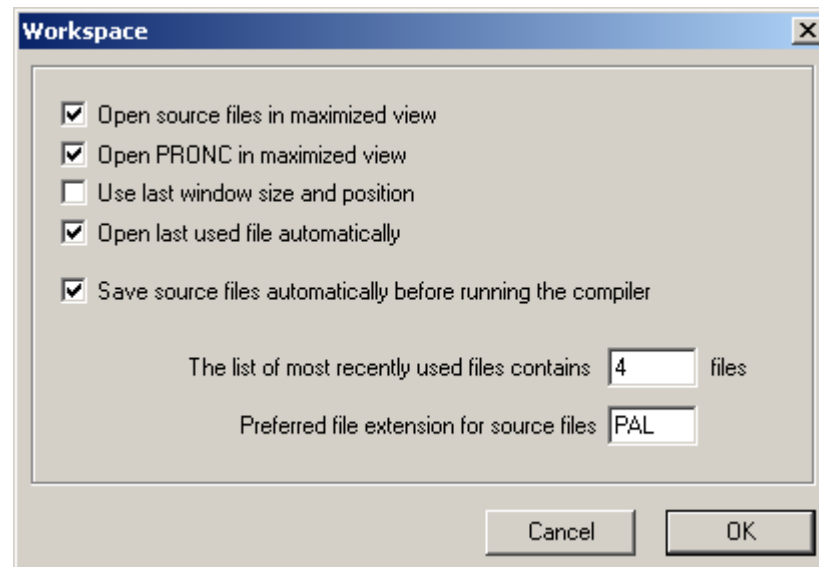 Workspace
Open source files in maximized view
Open PRONC in maximized view
Use last window size and position
Open last used file automatically
Save source files automatically before running the compiler
The list of most recently used files contains 4 files
Preferred file extension for source files PAL
Cancel OK